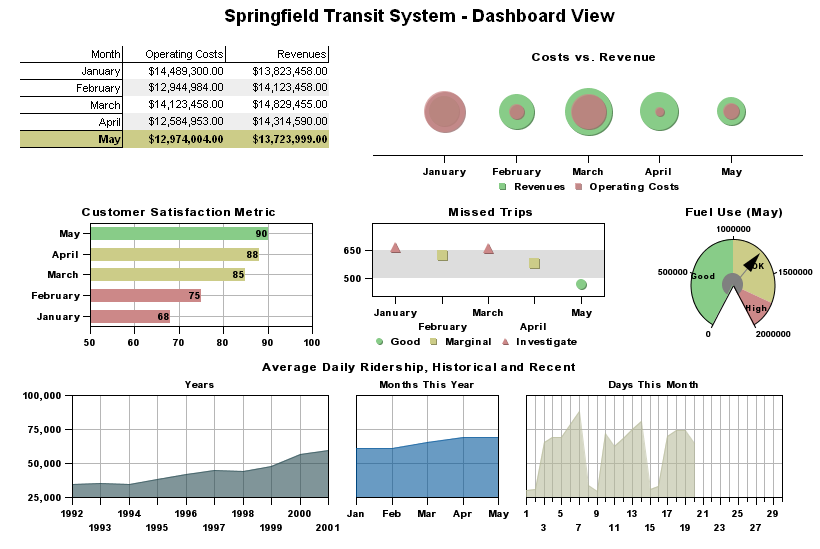 Springfield Transit System - Dashboard View
Month Operating Costs Revenues
January $14,489,300.00 $13,823,458.00
February $12,944,984.00 $14,123,458.00
March $14,123,458.00 $14,829,455.00
April $12,584,953.00 $14,314,590.00
May $12,974,004.00 $13,723,999.00
Costs vs. Revenue
January February March April May
Revenues Operating Costs
Customer Satisfaction Metric
May 90
April 88
March 85
February 75
January 68
50 60 70 80 90 100
Missed Trips
650
500
January March May
February April
Good Marginal Investigate
Fuel Use (May)
1000000
500000 Good OK 1500000
High
0 2000000
Average Daily Ridership, Historical and Recent
Years
100,000
75,000
50,000
25,000
1992 1994 1996 1998 2000
1993 1995 1997 1999 2001
Months This Year
Jan Feb Mar Apr May
Days This Month
1 5 9 13 17 21 25 29
3 7 11 15 19 23 27